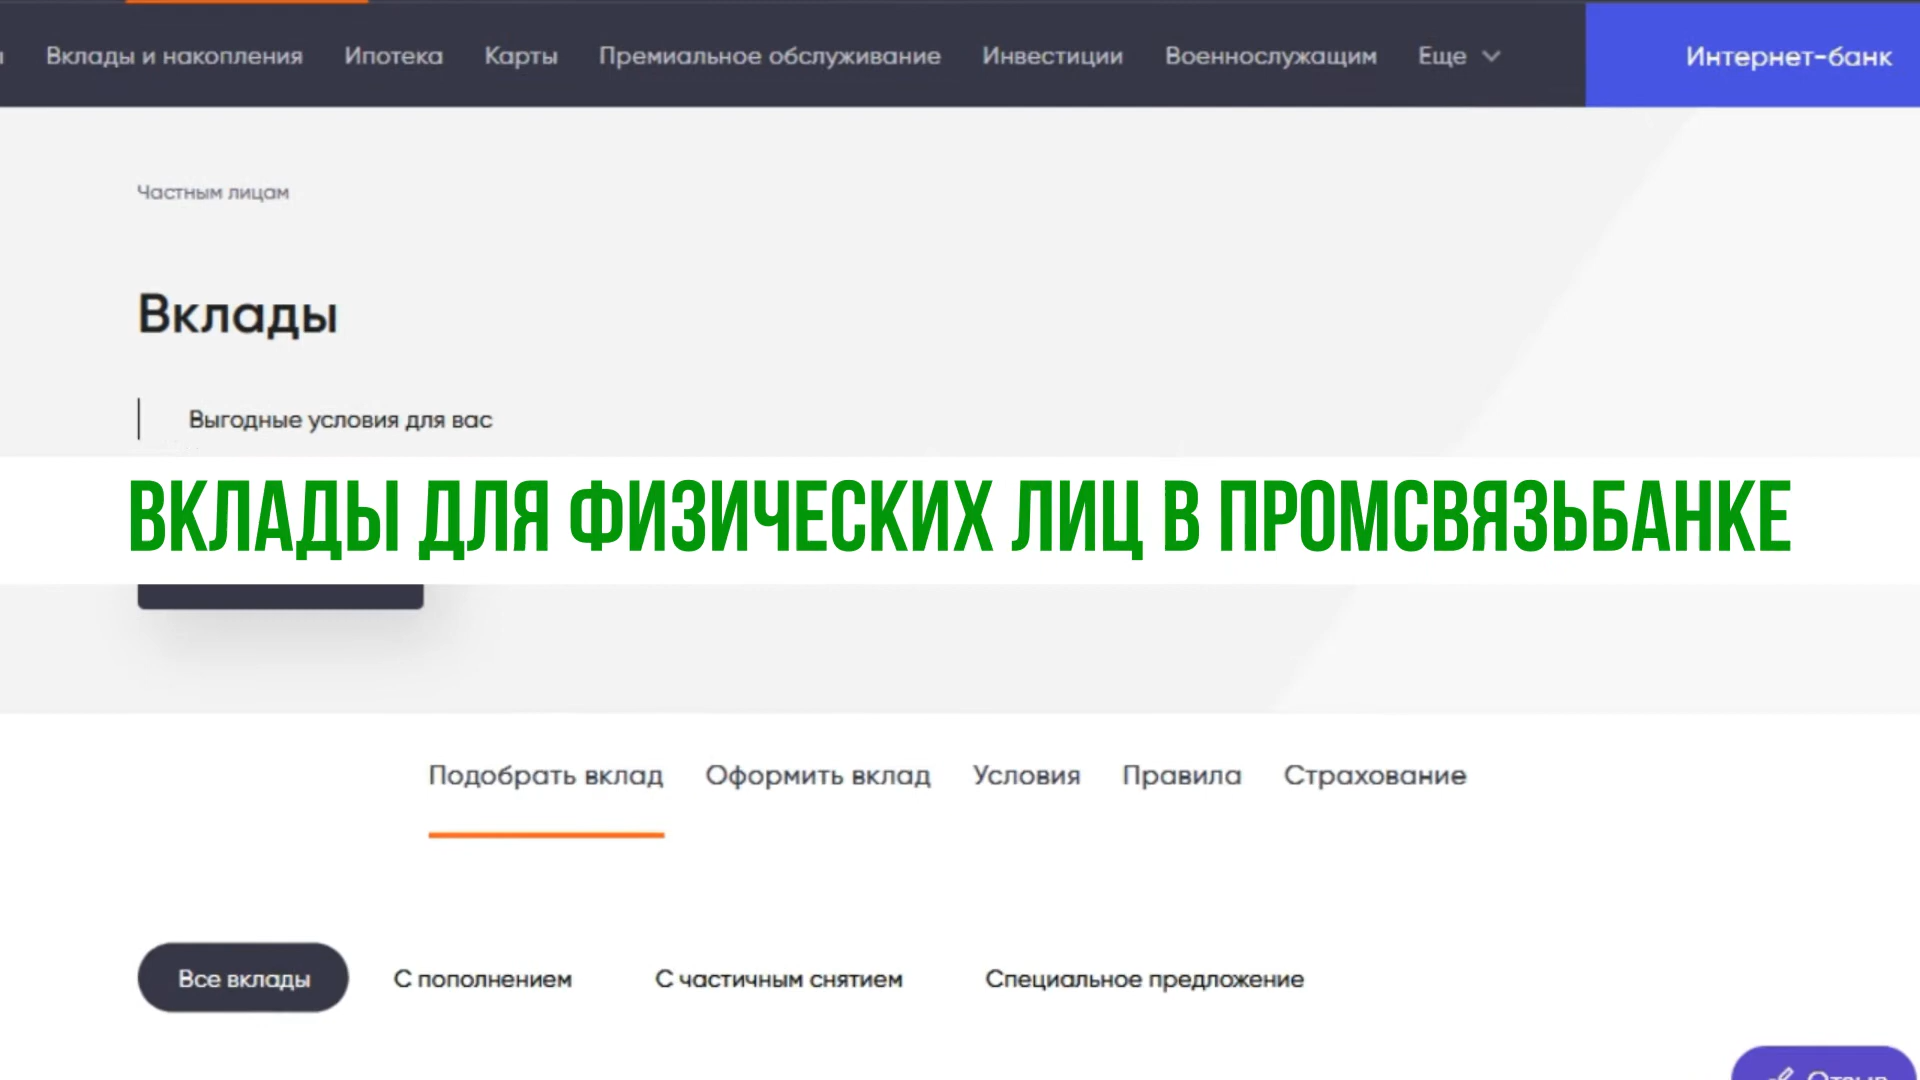 Вклады и накопления Ипотека Карты Премиальное обслуживание Инвестиции Военнослужащим Еще Интернет-банк
Частным лицам
Вклады
Выгодные условия для вас
ВКЛАДЫ ДЛЯ ФИЗИЧЕСКИХ ЛИЦ В ПРОМСВЯЗЬБАНКЕ
Подобрать вклад Оформить вклад Условия Правила Страхование
Все вклады С пополнением С частичным снятием Специальное предложение